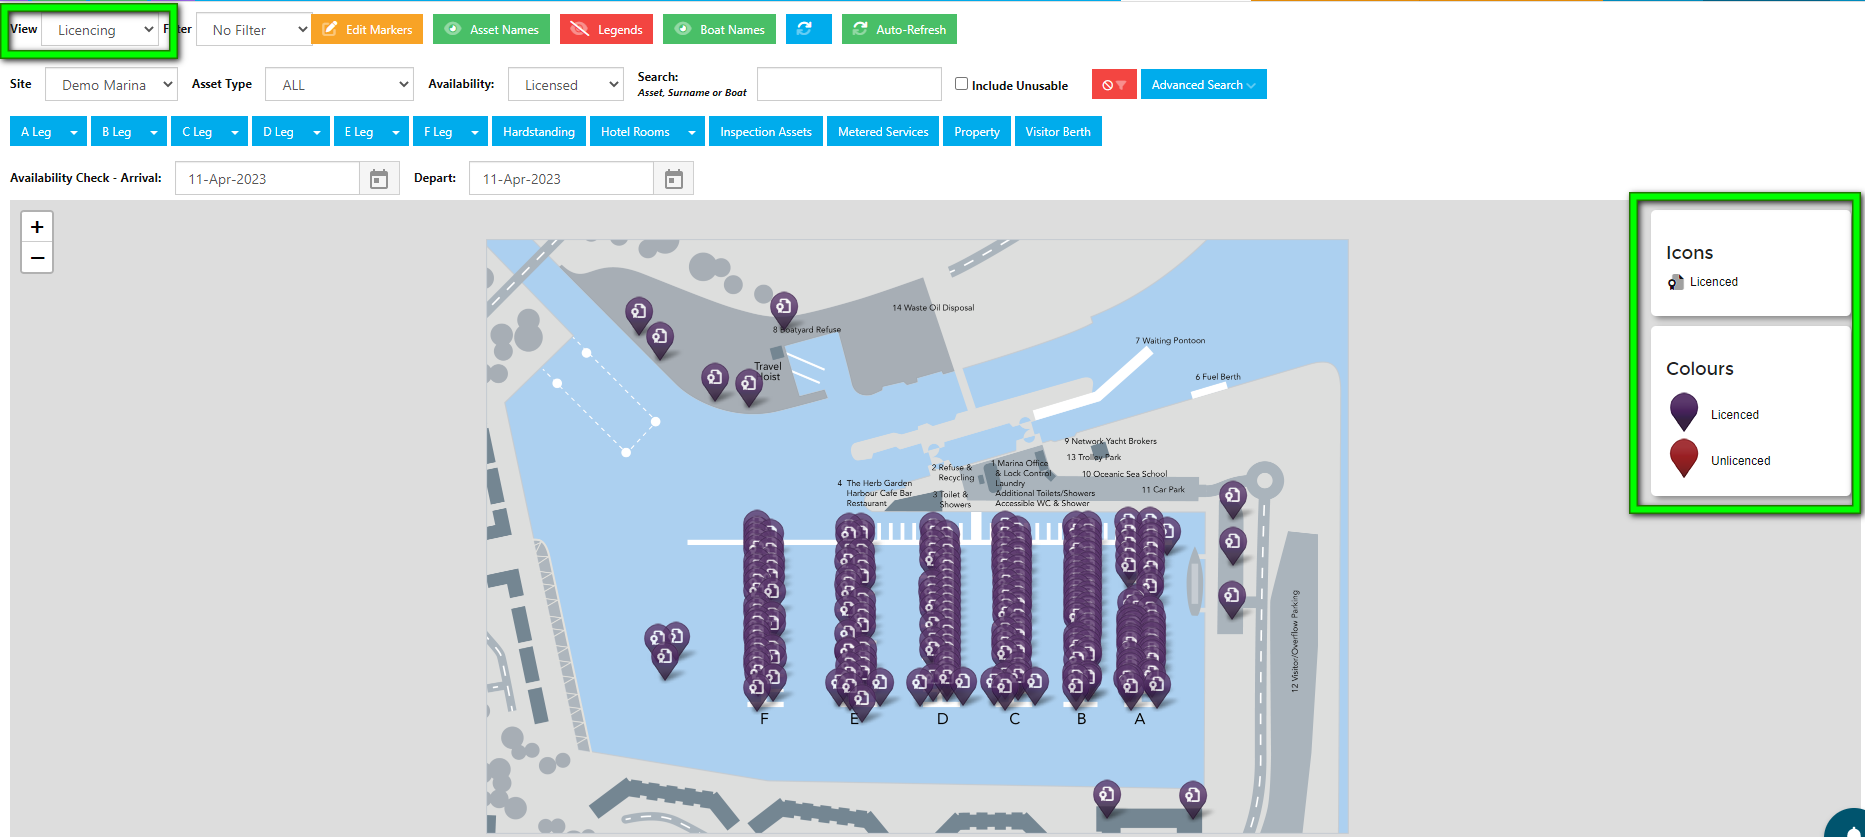 View Licencing Filter No Filter Edit Markers Asset Names Legends Boat Names Auto-Refresh
Site Demo Marina Asset Type ALL Availability: Licensed Search: Include Unusable Advanced Search
Asset, Surname or Boat
A Leg B Leg C Leg D Leg E Leg F Leg Hardstanding Hotel Rooms Inspection Assets Metered Services Property Visitor Berth
Availability Check - Arrival: 11-Apr-2023 Depart: 11-Apr-2023
+
−
Icons
Licenced
Colours
Licenced
Unlicenced
14 Waste Oil Disposal
8 Boatyard Refuse
Travel
Hoist
7 Waiting Pontoon
6 Fuel Berth
9 Network Yacht Brokers
13 Trolley Park
10 Oceanic Sea School
11 Car Park
1 Marina Office
& Lock Control
Laundry
Additional Toilets/Showers
Accessible WC & Shower
2 Refuse &
Recycling
3 Toilet &
Showers
4 The Herb Garden
Harbour Cafe Bar
Restaurant
12 Visitor/Overflow Parking
F E D C B A